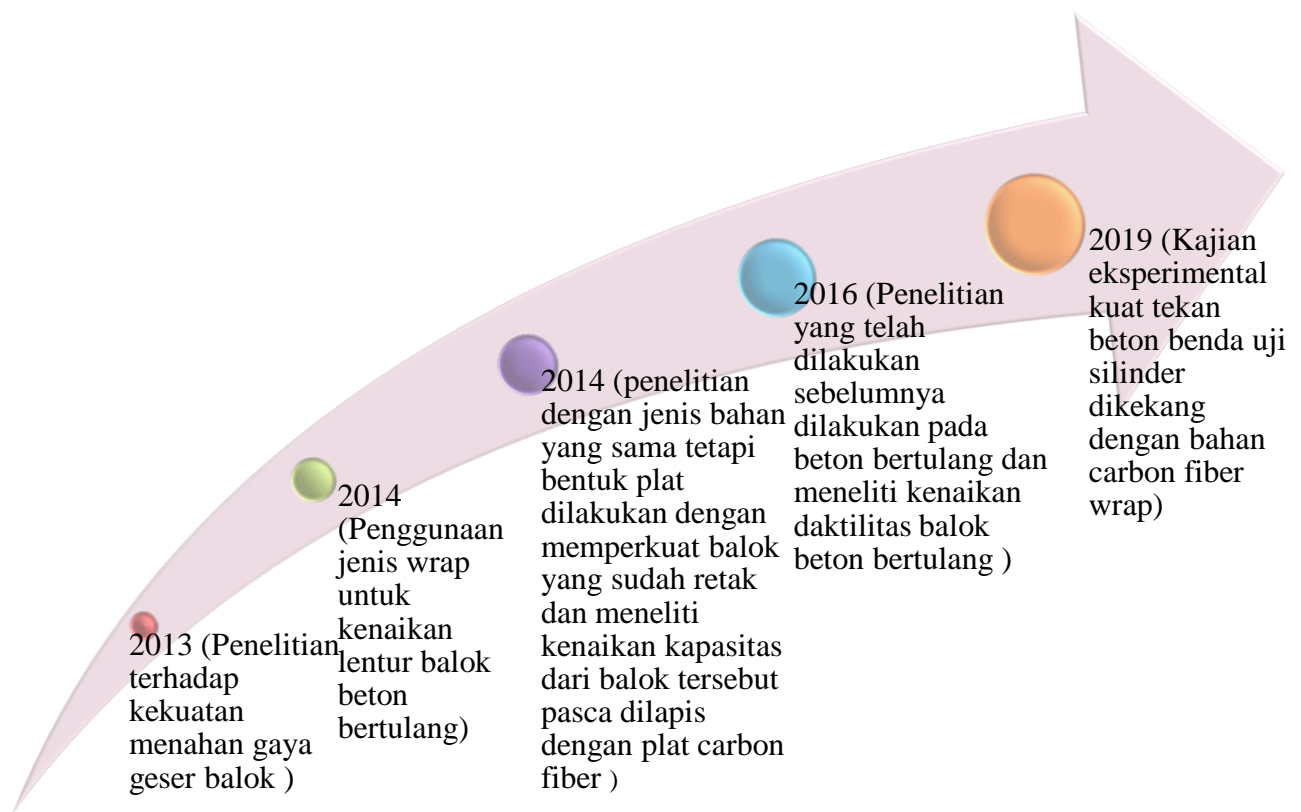 2013 (Penelitian
terhadap
kekuatan
menahan gaya
geser balok )
2014
(Penggunaan
jenis wrap
untuk
kenaikan
lentur balok
beton
bertulang)
2014 (penelitian
dengan jenis bahan
yang sama tetapi
bentuk plat
dilakukan dengan
memperkuat balok
yang sudah retak
dan meneliti
kenaikan kapasitas
dari balok tersebut
pasca dilapis
dengan plat carbon
fiber )
2016 (Penelitian
yang telah
dilakukan
sebelumnya
dilakukan pada
beton bertulang dan
meneliti kenaikan
daktilitas balok
beton bertulang )
2019 (Kajian
eksperimental
kuat tekan
beton benda uji
silinder
dikekang
dengan bahan
carbon fiber
wrap)